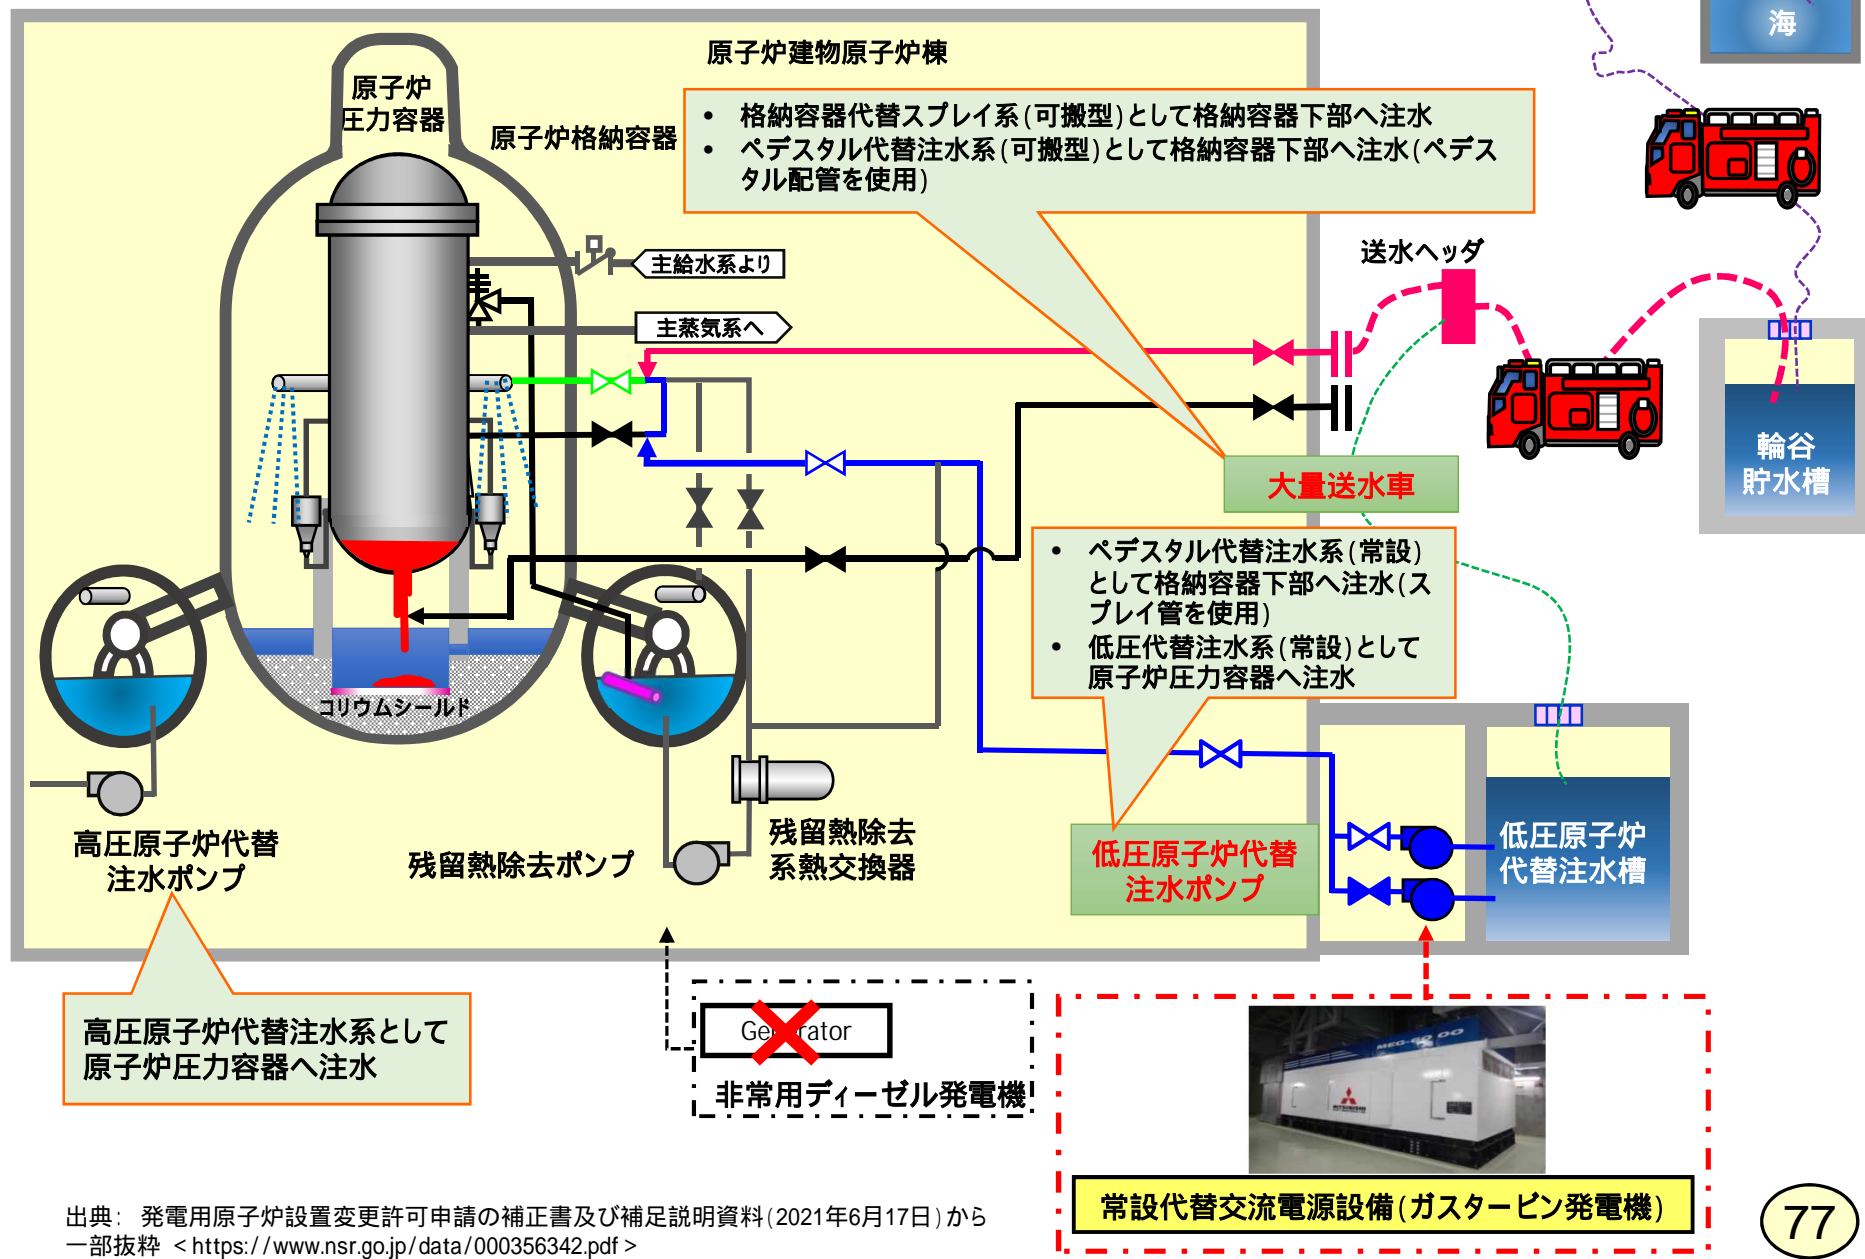 海
原子炉建物原子炉棟
原子炉
圧力容器
原子炉格納容器
• 格納容器代替スプレイ系(可搬型)として格納容器下部へ注水
• ペデスタル代替注水系(可搬型)として格納容器下部へ注水(ペデス
タル配管を使用)
送水ヘッダ
主給水系より
主蒸気系へ
輪谷
貯水槽
大量送水車
• ペデスタル代替注水系(常設)
として格納容器下部へ注水(ス
プレイ管を使用)
• 低圧代替注水系(常設)として
原子炉圧力容器へ注水
コリウムシールド
高圧原子炉代替
注水ポンプ
残留熱除去ポンプ
残留熱除去
系熱交換器
低圧原子炉代替
注水ポンプ
低圧原子炉
代替注水槽
高圧原子炉代替注水系として
原子炉圧力容器へ注水
Generator
非常用ディーゼル発電機
MITSUBISHI
常設代替交流電源設備(ガスタービン発電機)
出典: 発電用原子炉設置変更許可申請の補正書及び補足説明資料(2021年6月17日)から
一部抜粋 <https://www.nsr.go.jp/data/000356342.pdf>
77